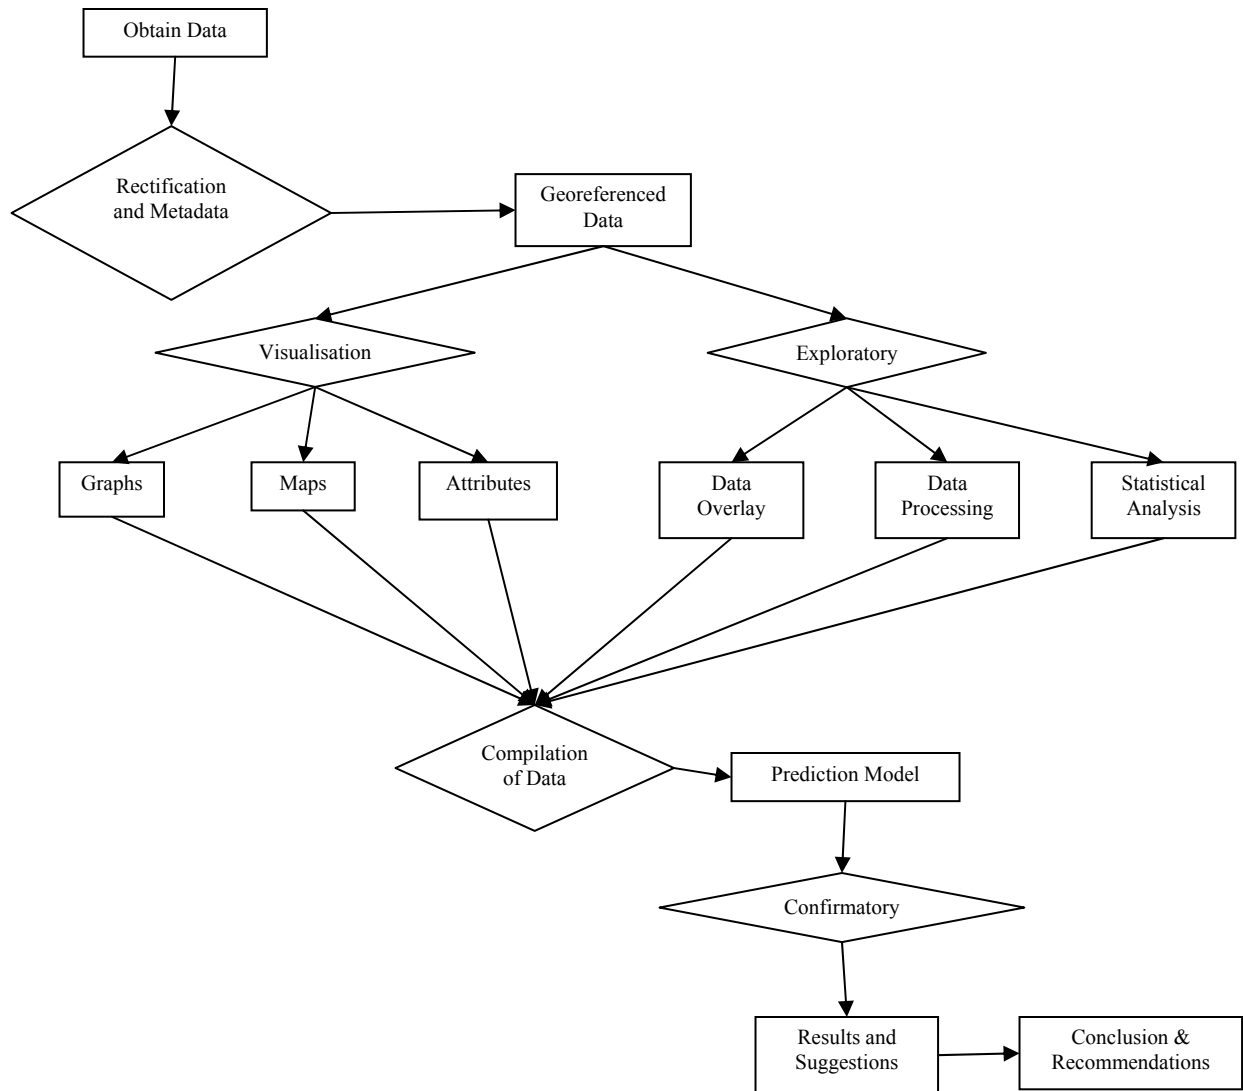 Obtain Data
Rectification
and Metadata
Georeferenced
Data
Visualisation
Exploratory
Graphs
Maps
Attributes
Data
Overlay
Data
Processing
Statistical
Analysis
Compilation
of Data
Prediction Model
Confirmatory
Results and
Suggestions
Conclusion &
Recommendations